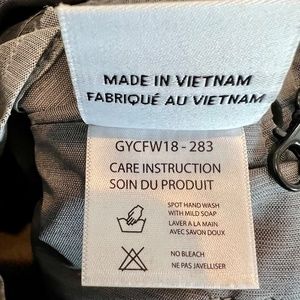 MADE IN VIETNAM
FABRIQUÉ AU VIETNAM
GYCFW18 - 283
CARE INSTRUCTION
SOIN DU PRODUIT
SPOT HAND WASH
WITH MILD SOAP
LAVER A LA MAIN
AVEC SAVON DOUX
NO BLEACH
NE PAS JAVELLISER